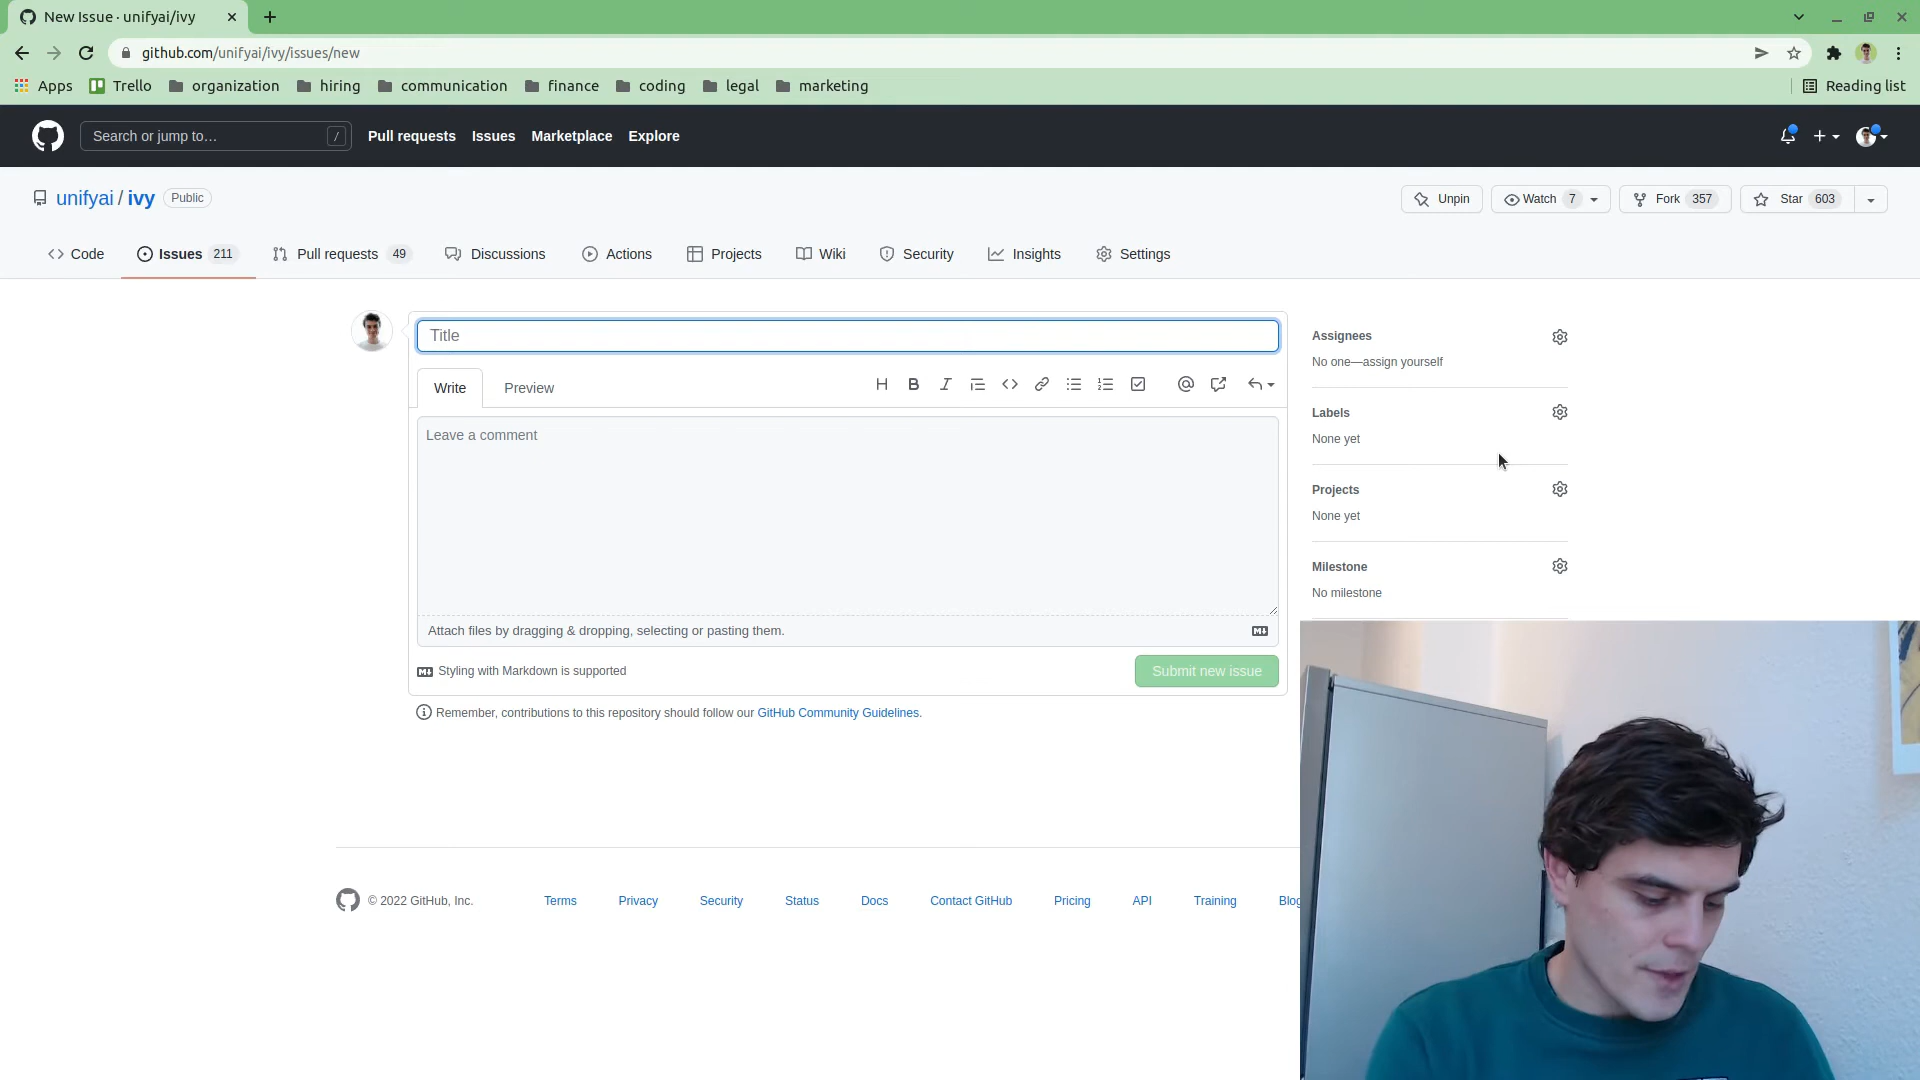 New Issue · unifyai/ivy
github.com/unifyai/ivy/issues/new
Apps Trello organization hiring communication finance coding legal marketing Reading list
Search or jump to… / Pull requests Issues Marketplace Explore
unifyai / ivy Public Unpin Watch 7 Fork 357 Star 603
Code Issues 211 Pull requests 49 Discussions Actions Projects Wiki Security Insights Settings
Title
Assignees
No one—assign yourself
Write Preview
Labels
None yet
Leave a comment
Projects
None yet
Milestone
No milestone
Attach files by dragging & dropping, selecting or pasting them.
Styling with Markdown is supported Submit new issue
Remember, contributions to this repository should follow our GitHub Community Guidelines.
© 2022 GitHub, Inc. Terms Privacy Security Status Docs Contact GitHub Pricing API Training Blog